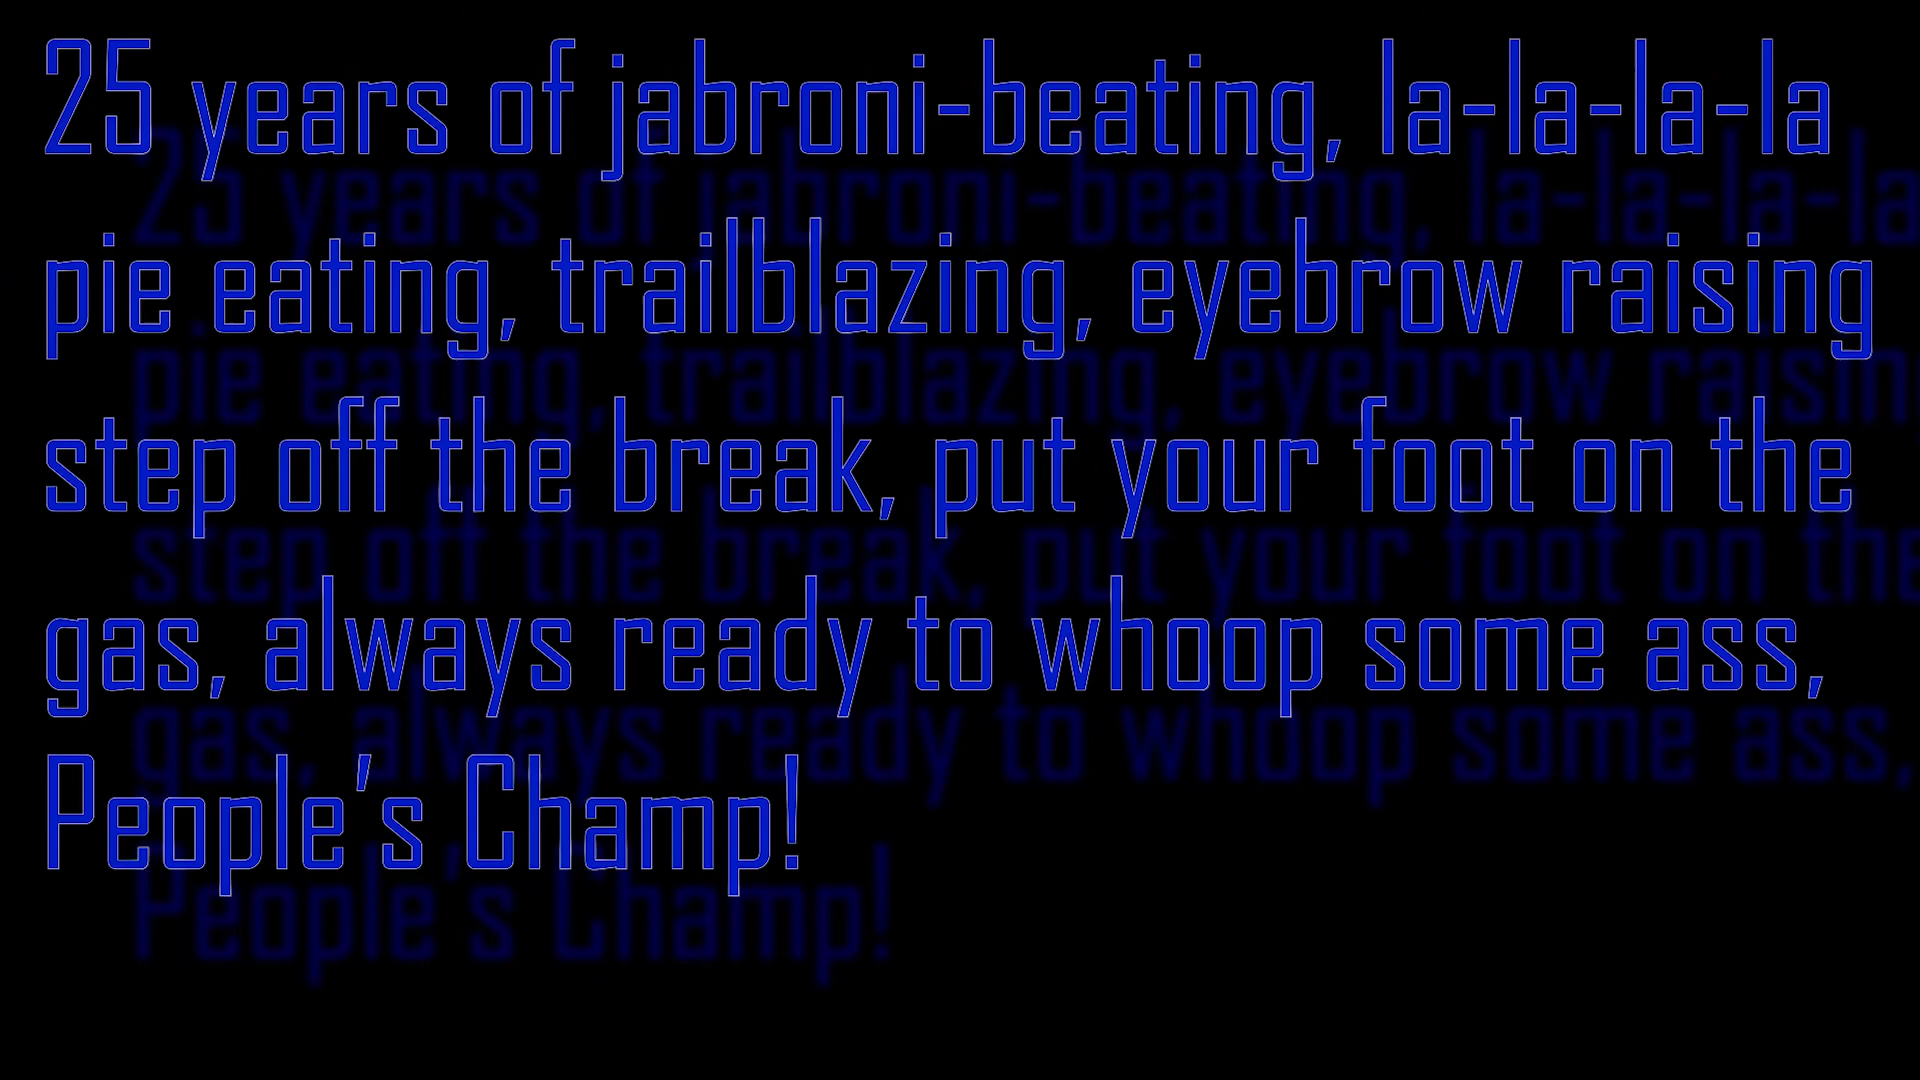 25 years of jabroni-beating, la-la-la-la
pie eating, trailblazing, eyebrow raising
step off the break, put your foot on the
gas, always ready to whoop some ass,
People's Champ!